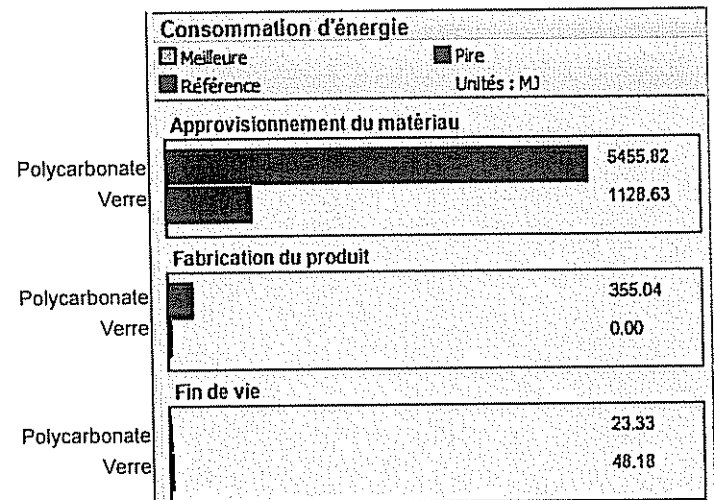 Consommation d'énergie
Meilleure Pire
Référence Unités : MJ
Approvisionnement du matèriau
Polycarbonate 5455.82
Verre 1128.63
Fabrication du produit
Polycarbonate 355.04
Verre 0.00
Fin de vie
Polycarbonate 23.33
Verre 48.18